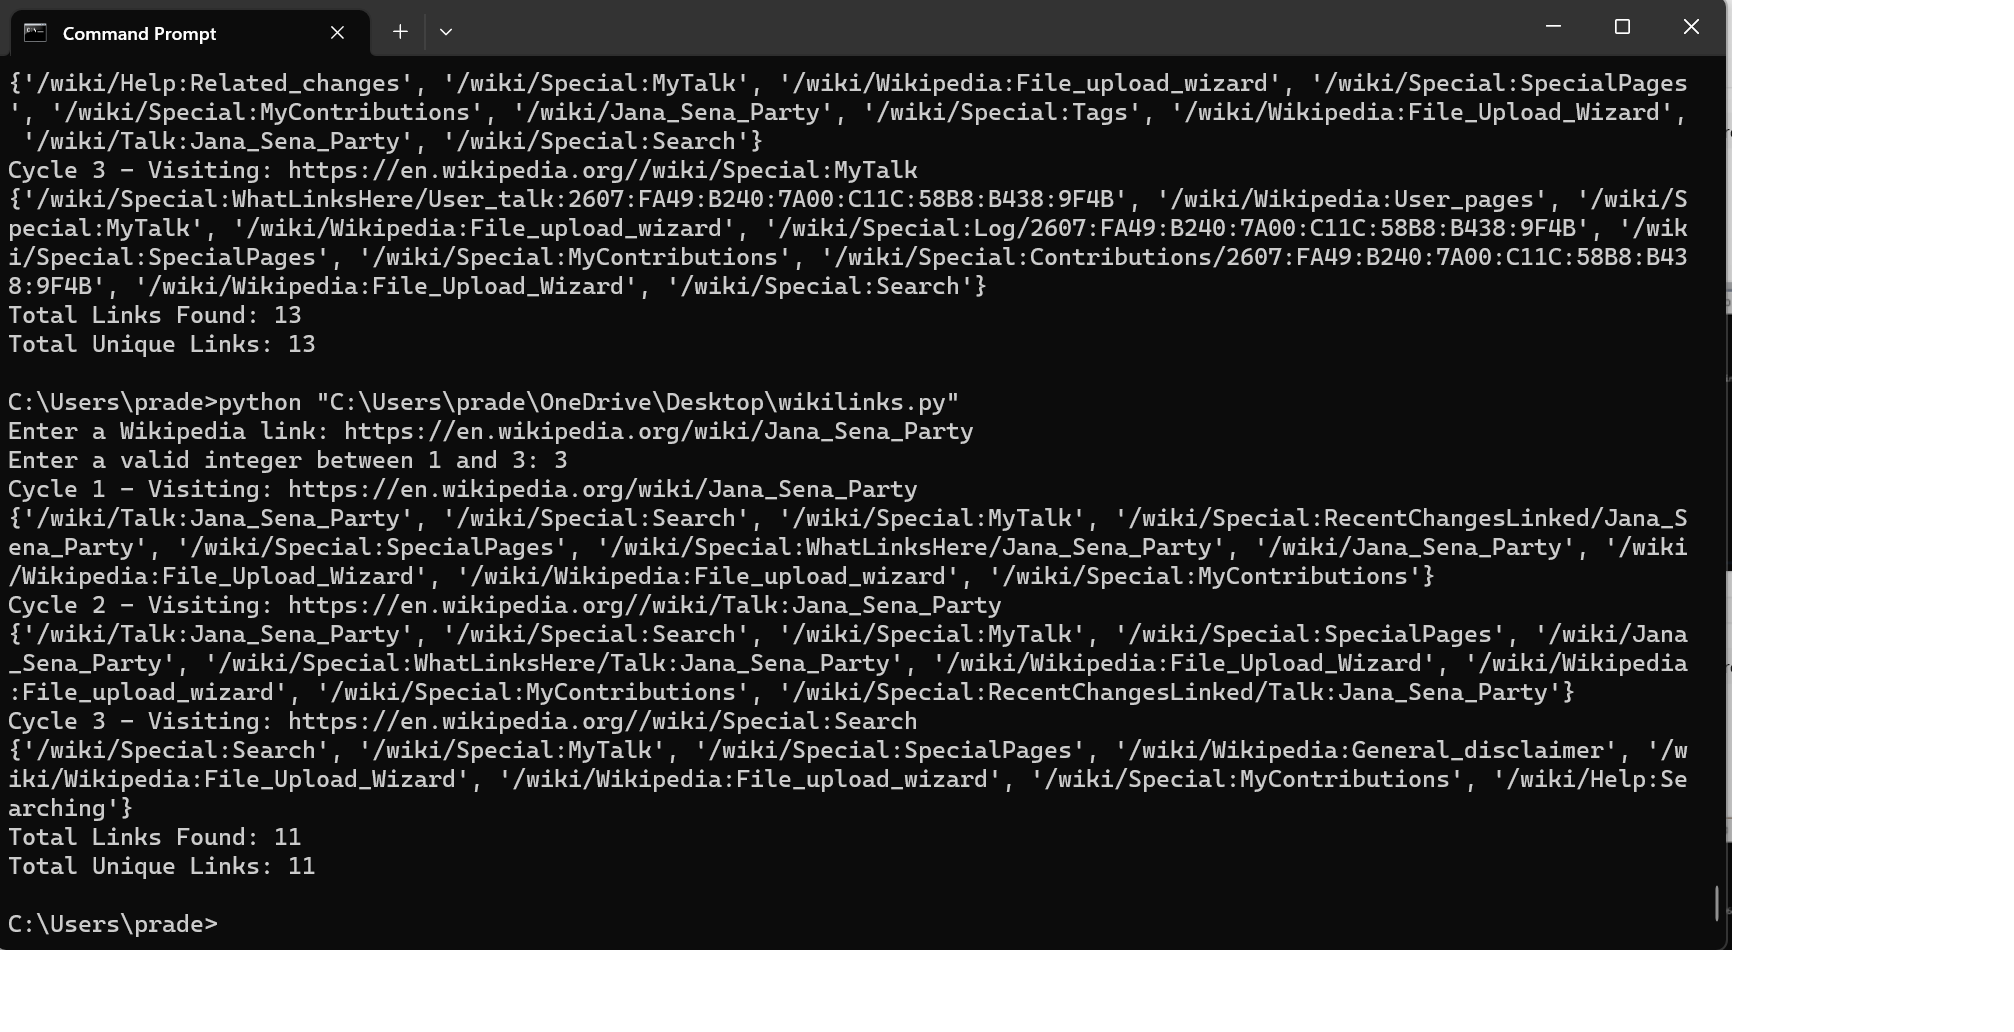 Command Prompt
{'/wiki/Help:Related_changes', '/wiki/Special:MyTalk', '/wiki/Wikipedia:File_upload_wizard', '/wiki/Special:SpecialPages
', '/wiki/Special:MyContributions', '/wiki/Jana_Sena_Party', '/wiki/Special:Tags', '/wiki/Wikipedia:File_Upload_Wizard',
 '/wiki/Talk:Jana_Sena_Party', '/wiki/Special:Search'}
Cycle 3 - Visiting: https://en.wikipedia.org//wiki/Special:MyTalk
{'/wiki/Special:WhatLinksHere/User_talk:2607:FA49:B240:7A00:C11C:58B8:B438:9F4B', '/wiki/Wikipedia:User_pages', '/wiki/S
pecial:MyTalk', '/wiki/Wikipedia:File_upload_wizard', '/wiki/Special:Log/2607:FA49:B240:7A00:C11C:58B8:B438:9F4B', '/wik
i/Special:SpecialPages', '/wiki/Special:MyContributions', '/wiki/Special:Contributions/2607:FA49:B240:7A00:C11C:58B8:B43
8:9F4B', '/wiki/Wikipedia:File_Upload_Wizard', '/wiki/Special:Search'}
Total Links Found: 13
Total Unique Links: 13
C:\Users\prade>python "C:\Users\prade\OneDrive\Desktop\wikilinks.py"
Enter a Wikipedia link: https://en.wikipedia.org/wiki/Jana_Sena_Party
Enter a valid integer between 1 and 3: 3
Cycle 1 - Visiting: https://en.wikipedia.org/wiki/Jana_Sena_Party
{'/wiki/Talk:Jana_Sena_Party', '/wiki/Special:Search', '/wiki/Special:MyTalk', '/wiki/Special:RecentChangesLinked/Jana_S
ena_Party', '/wiki/Special:SpecialPages', '/wiki/Special:WhatLinksHere/Jana_Sena_Party', '/wiki/Jana_Sena_Party', '/wiki
/Wikipedia:File_Upload_Wizard', '/wiki/Wikipedia:File_upload_wizard', '/wiki/Special:MyContributions'}
Cycle 2 - Visiting: https://en.wikipedia.org//wiki/Talk:Jana_Sena_Party
{'/wiki/Talk:Jana_Sena_Party', '/wiki/Special:Search', '/wiki/Special:MyTalk', '/wiki/Special:SpecialPages', '/wiki/Jana
_Sena_Party', '/wiki/Special:WhatLinksHere/Talk:Jana_Sena_Party', '/wiki/Wikipedia:File_Upload_Wizard', '/wiki/Wikipedia
:File_upload_wizard', '/wiki/Special:MyContributions', '/wiki/Special:RecentChangesLinked/Talk:Jana_Sena_Party'}
Cycle 3 - Visiting: https://en.wikipedia.org//wiki/Special:Search
{'/wiki/Special:Search', '/wiki/Special:MyTalk', '/wiki/Special:SpecialPages', '/wiki/Wikipedia:General_disclaimer', '/w
iki/Wikipedia:File_Upload_Wizard', '/wiki/Wikipedia:File_upload_wizard', '/wiki/Special:MyContributions', '/wiki/Help:Se
arching'}
Total Links Found: 11
Total Unique Links: 11
C:\Users\prade>